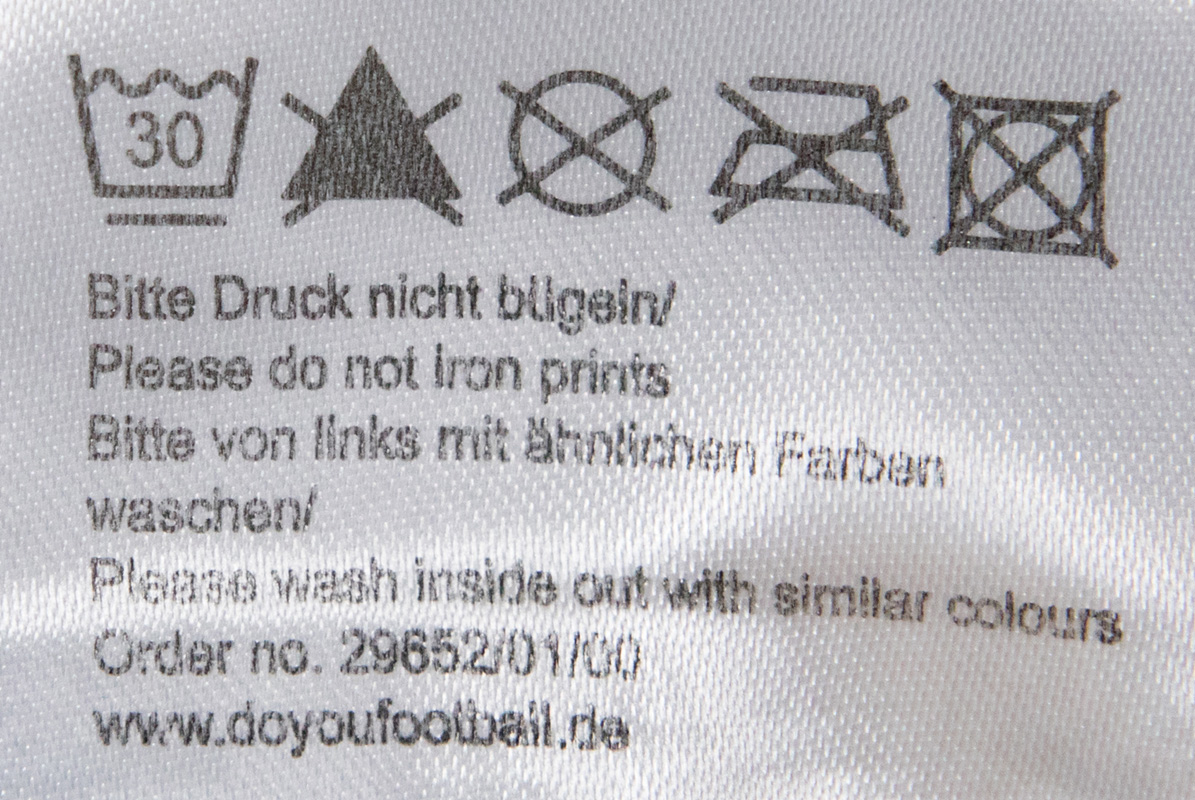 30
Bitte Druck nicht bügeln/
Please do not iron prints
Bitte von links mit ähnlichen Farben
waschen/
Please wash inside out with similar colours
Order no. 29652/01/00
www.doyoufootball.de